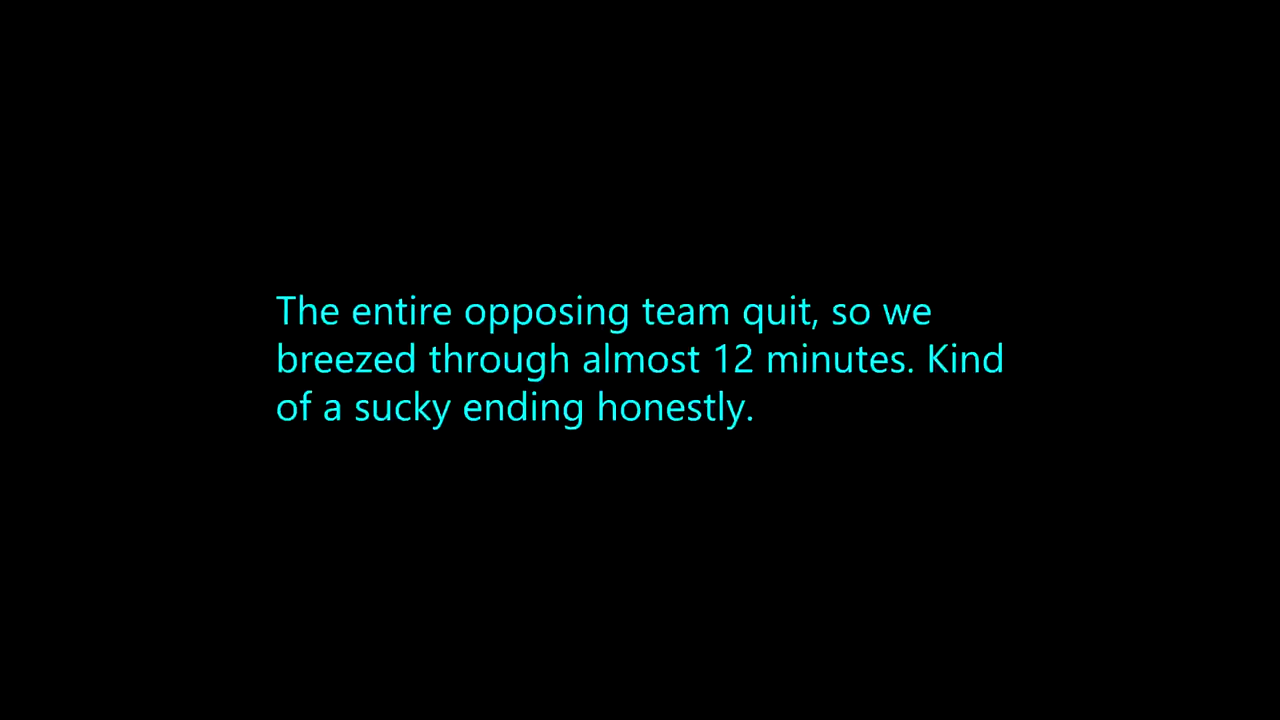 The entire opposing team quit, so we
breezed through almost 12 minutes. Kind
of a sucky ending honestly.